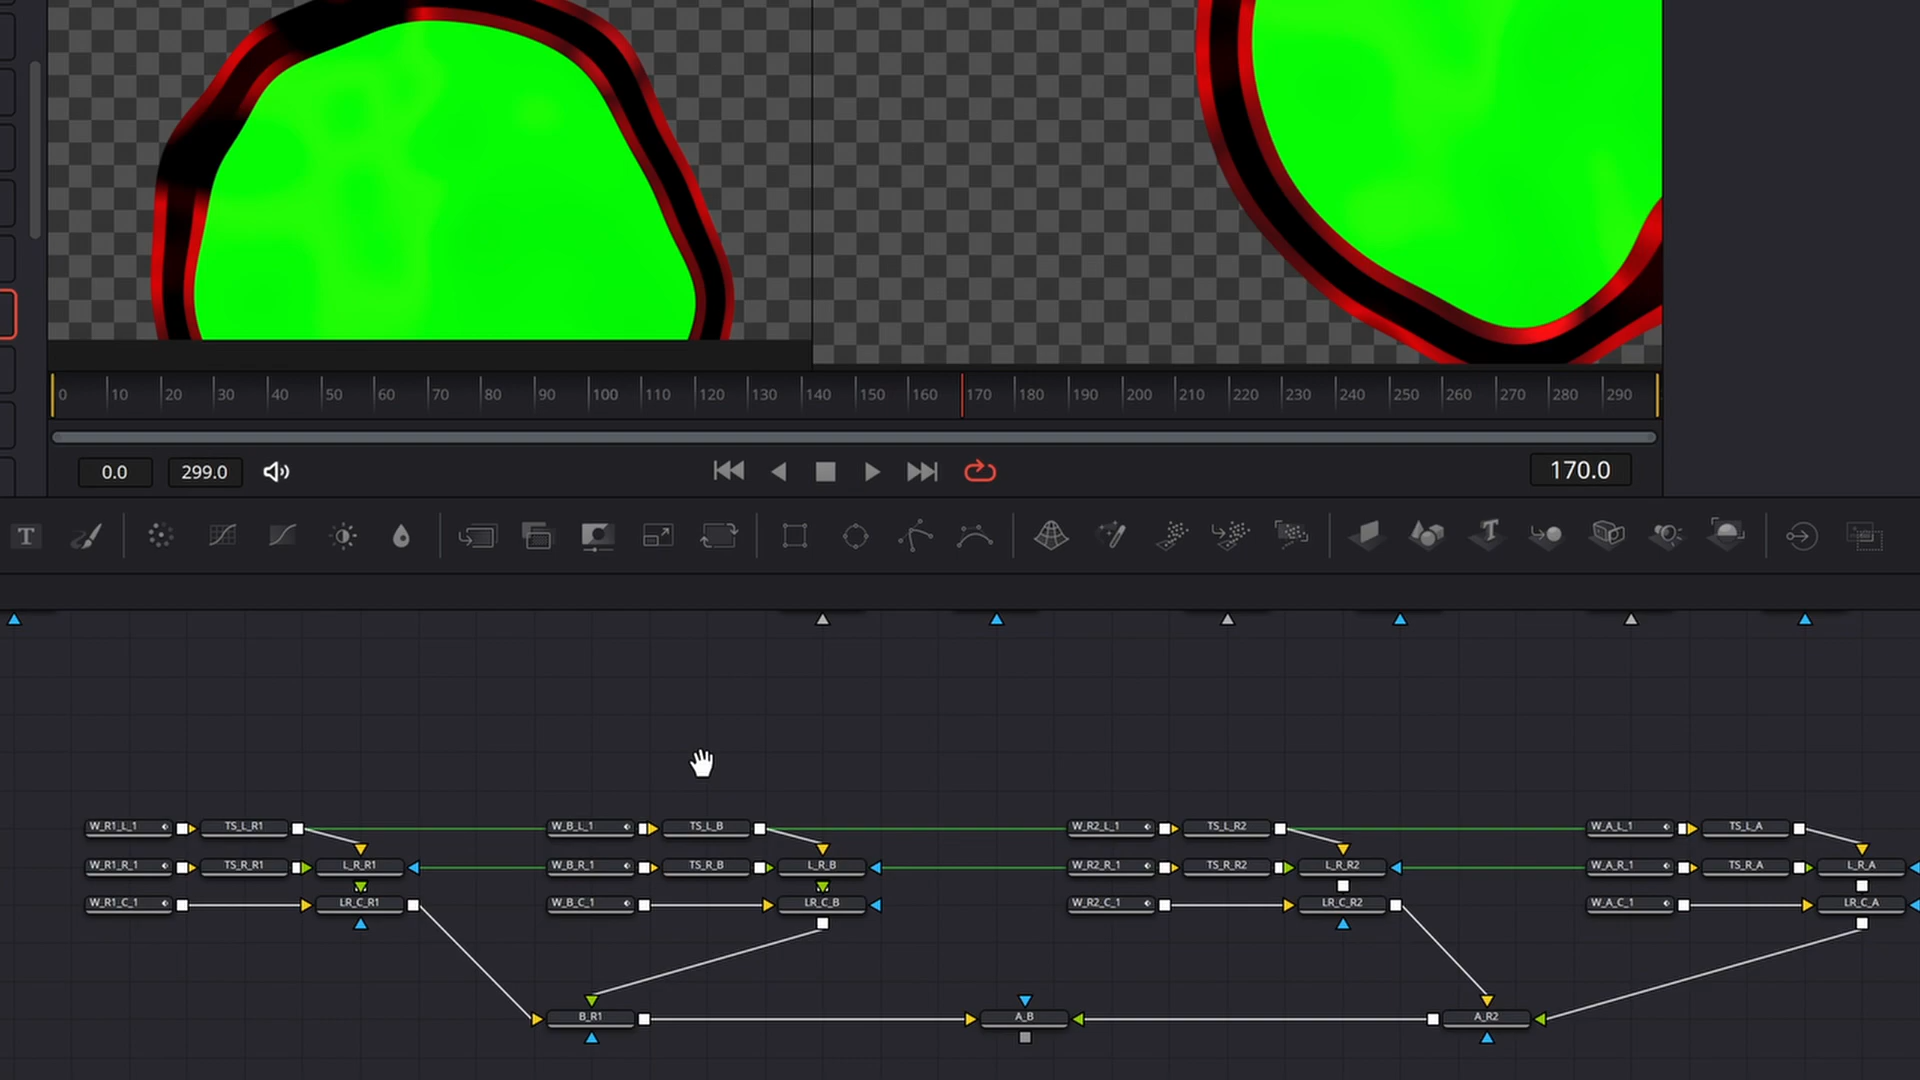 0 10 20 30 40 50 60 70 80 90 100 110 120 130 140 150 160 170 180 190 200 210 220 230 240 250 260 270 280 290
0.0 299.0 170.0
T T
W_R1_L_1 TS_L_R1 W_B_L_1 TS_L_B W_R2_L_1 TS_L_R2 W_A_L_1 TS_L_A
W_R1_R_1 TS_R_R1 L_R_R1 W_B_R_1 TS_R_B L_R_B W_R2_R_1 TS_R_R2 L_R_R2 W_A_R_1 TS_R_A L_R_A
W_R1_C_1 LR_C_R1 W_B_C_1 LR_C_B W_R2_C_1 LR_C_R2 W_A_C_1 LR_C_A
B_R1 A_B A_R2